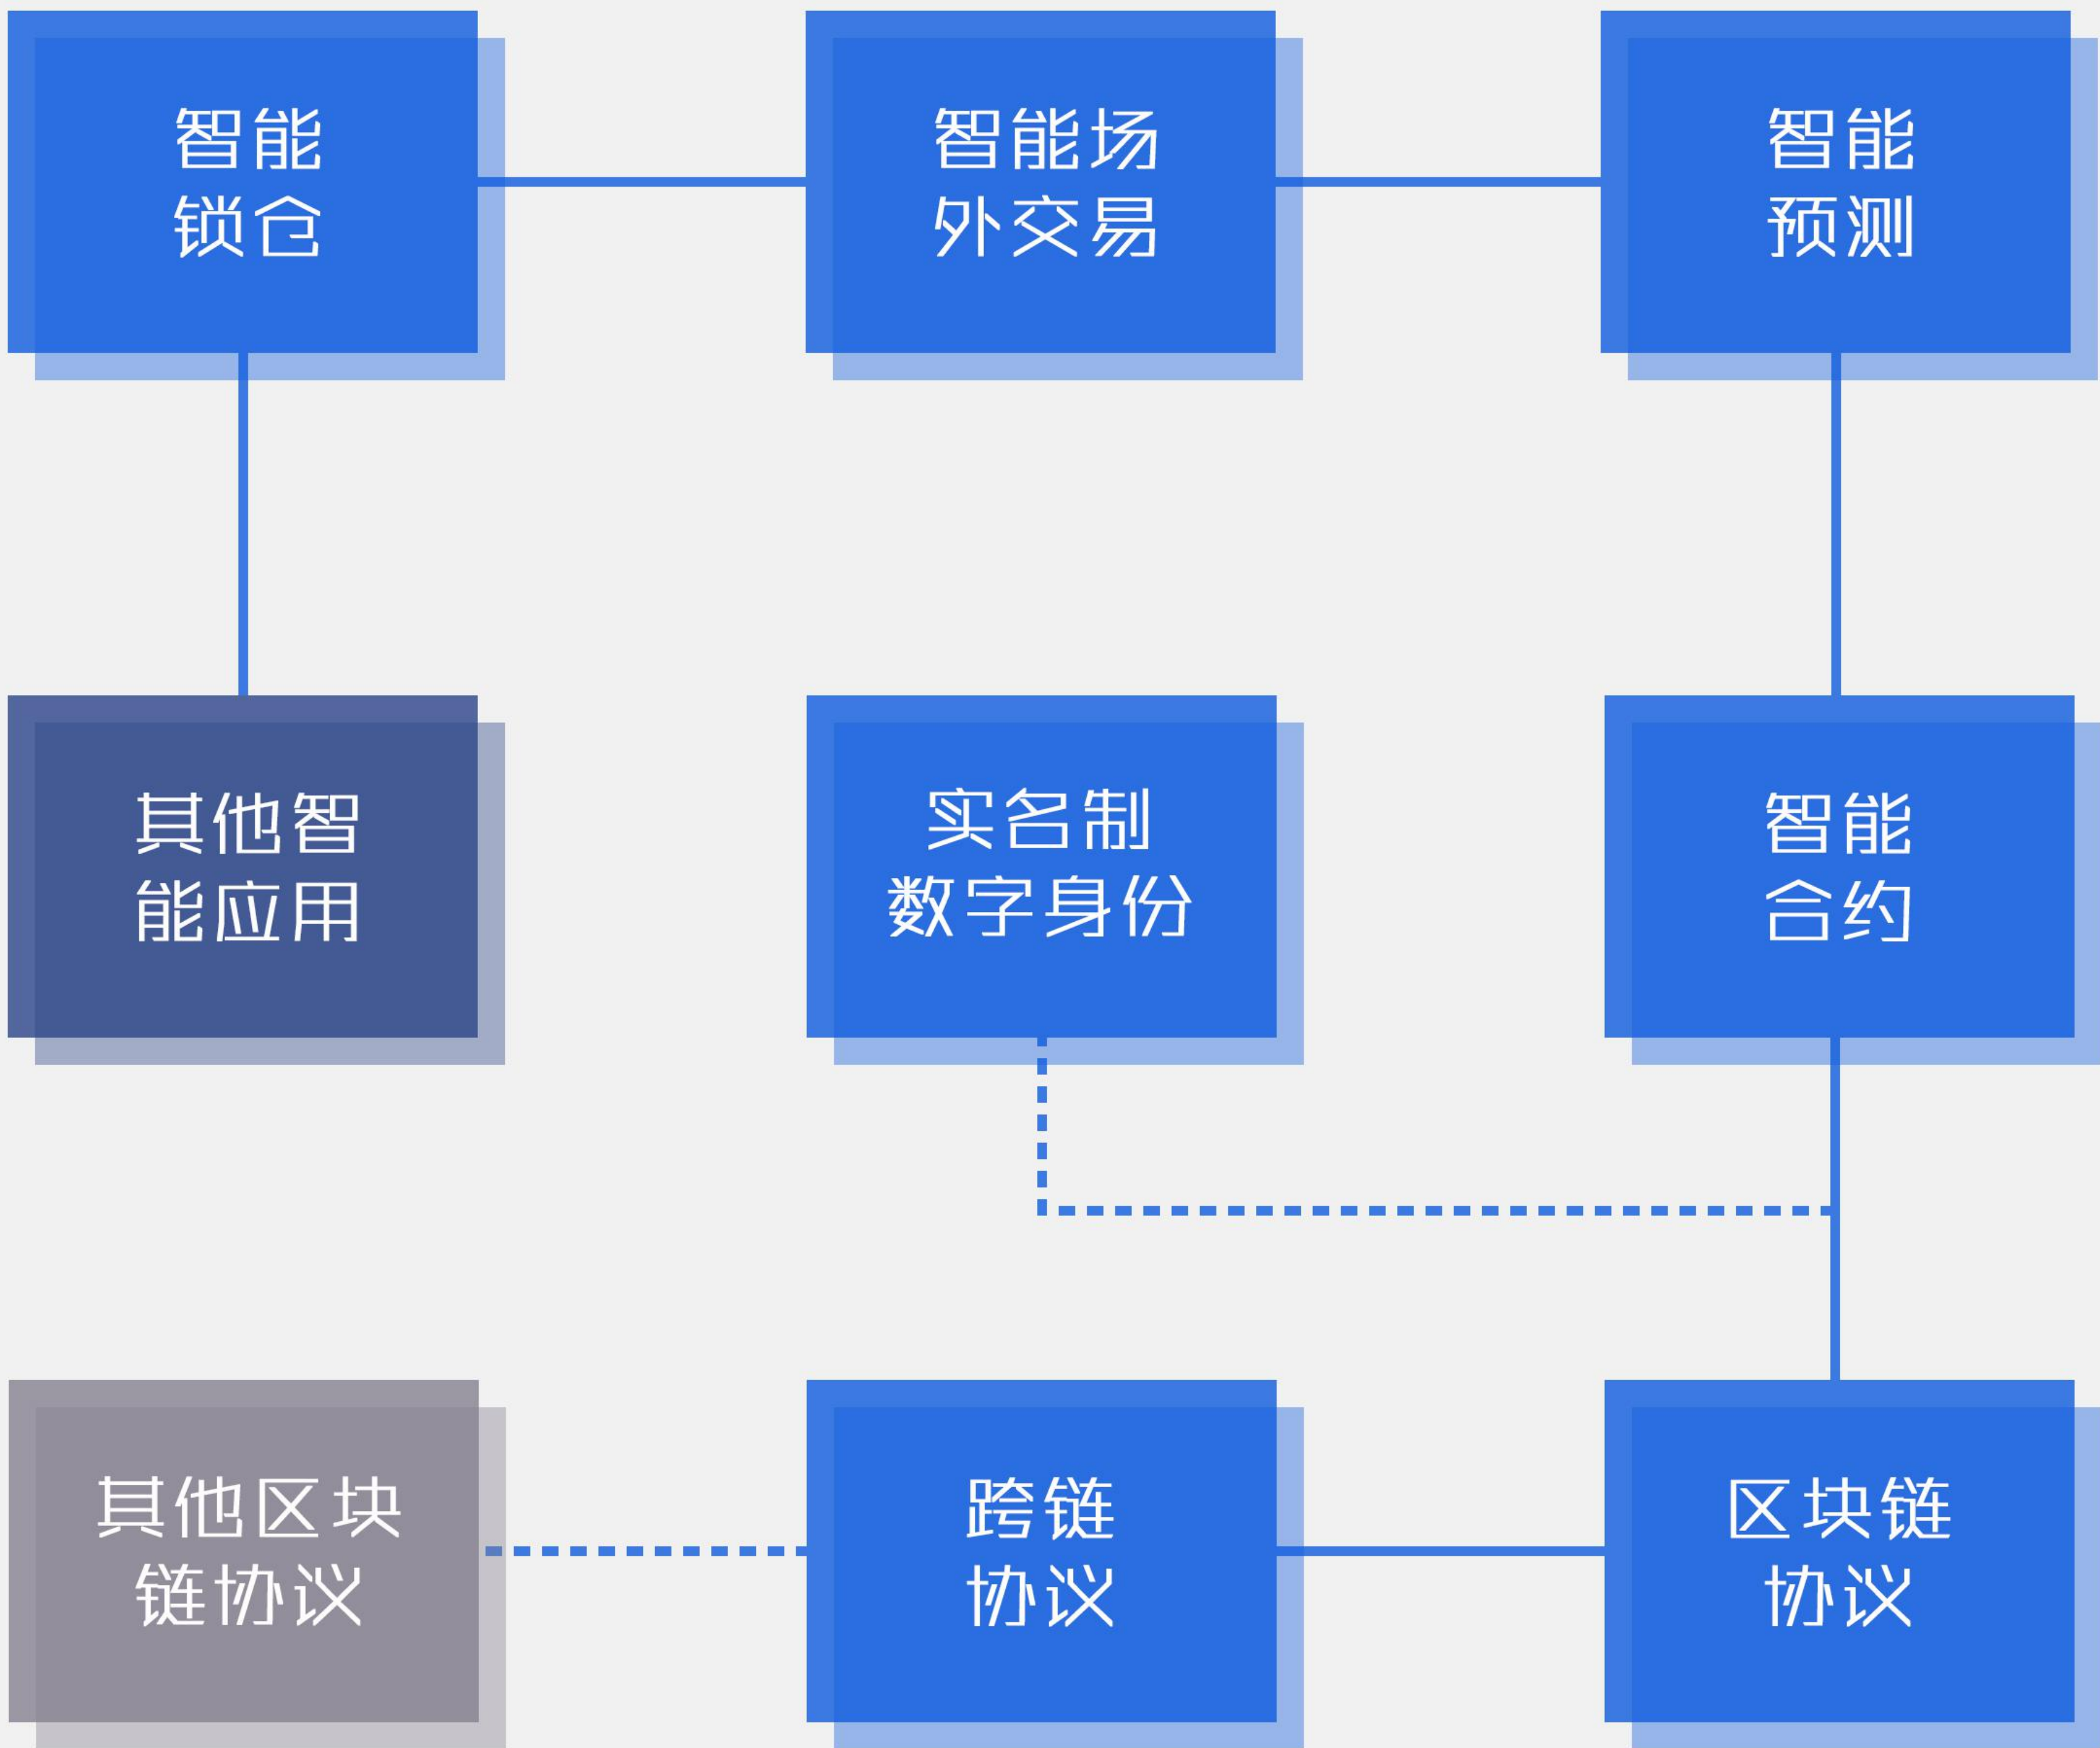 智能
锁仓
智能场
外交易
智能
预测
其他智
能应用
实名制
数字身份
智能
合约
其他区块
链协议
跨链
协议
区块链
协议